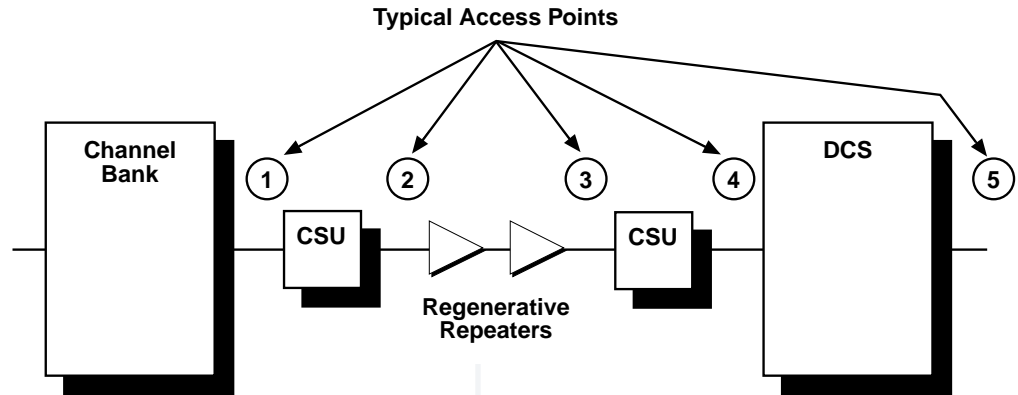 Typical Access Points
Channel
Bank
1
2
3
4
DCS
5
CSU
CSU
Regenerative
Repeaters